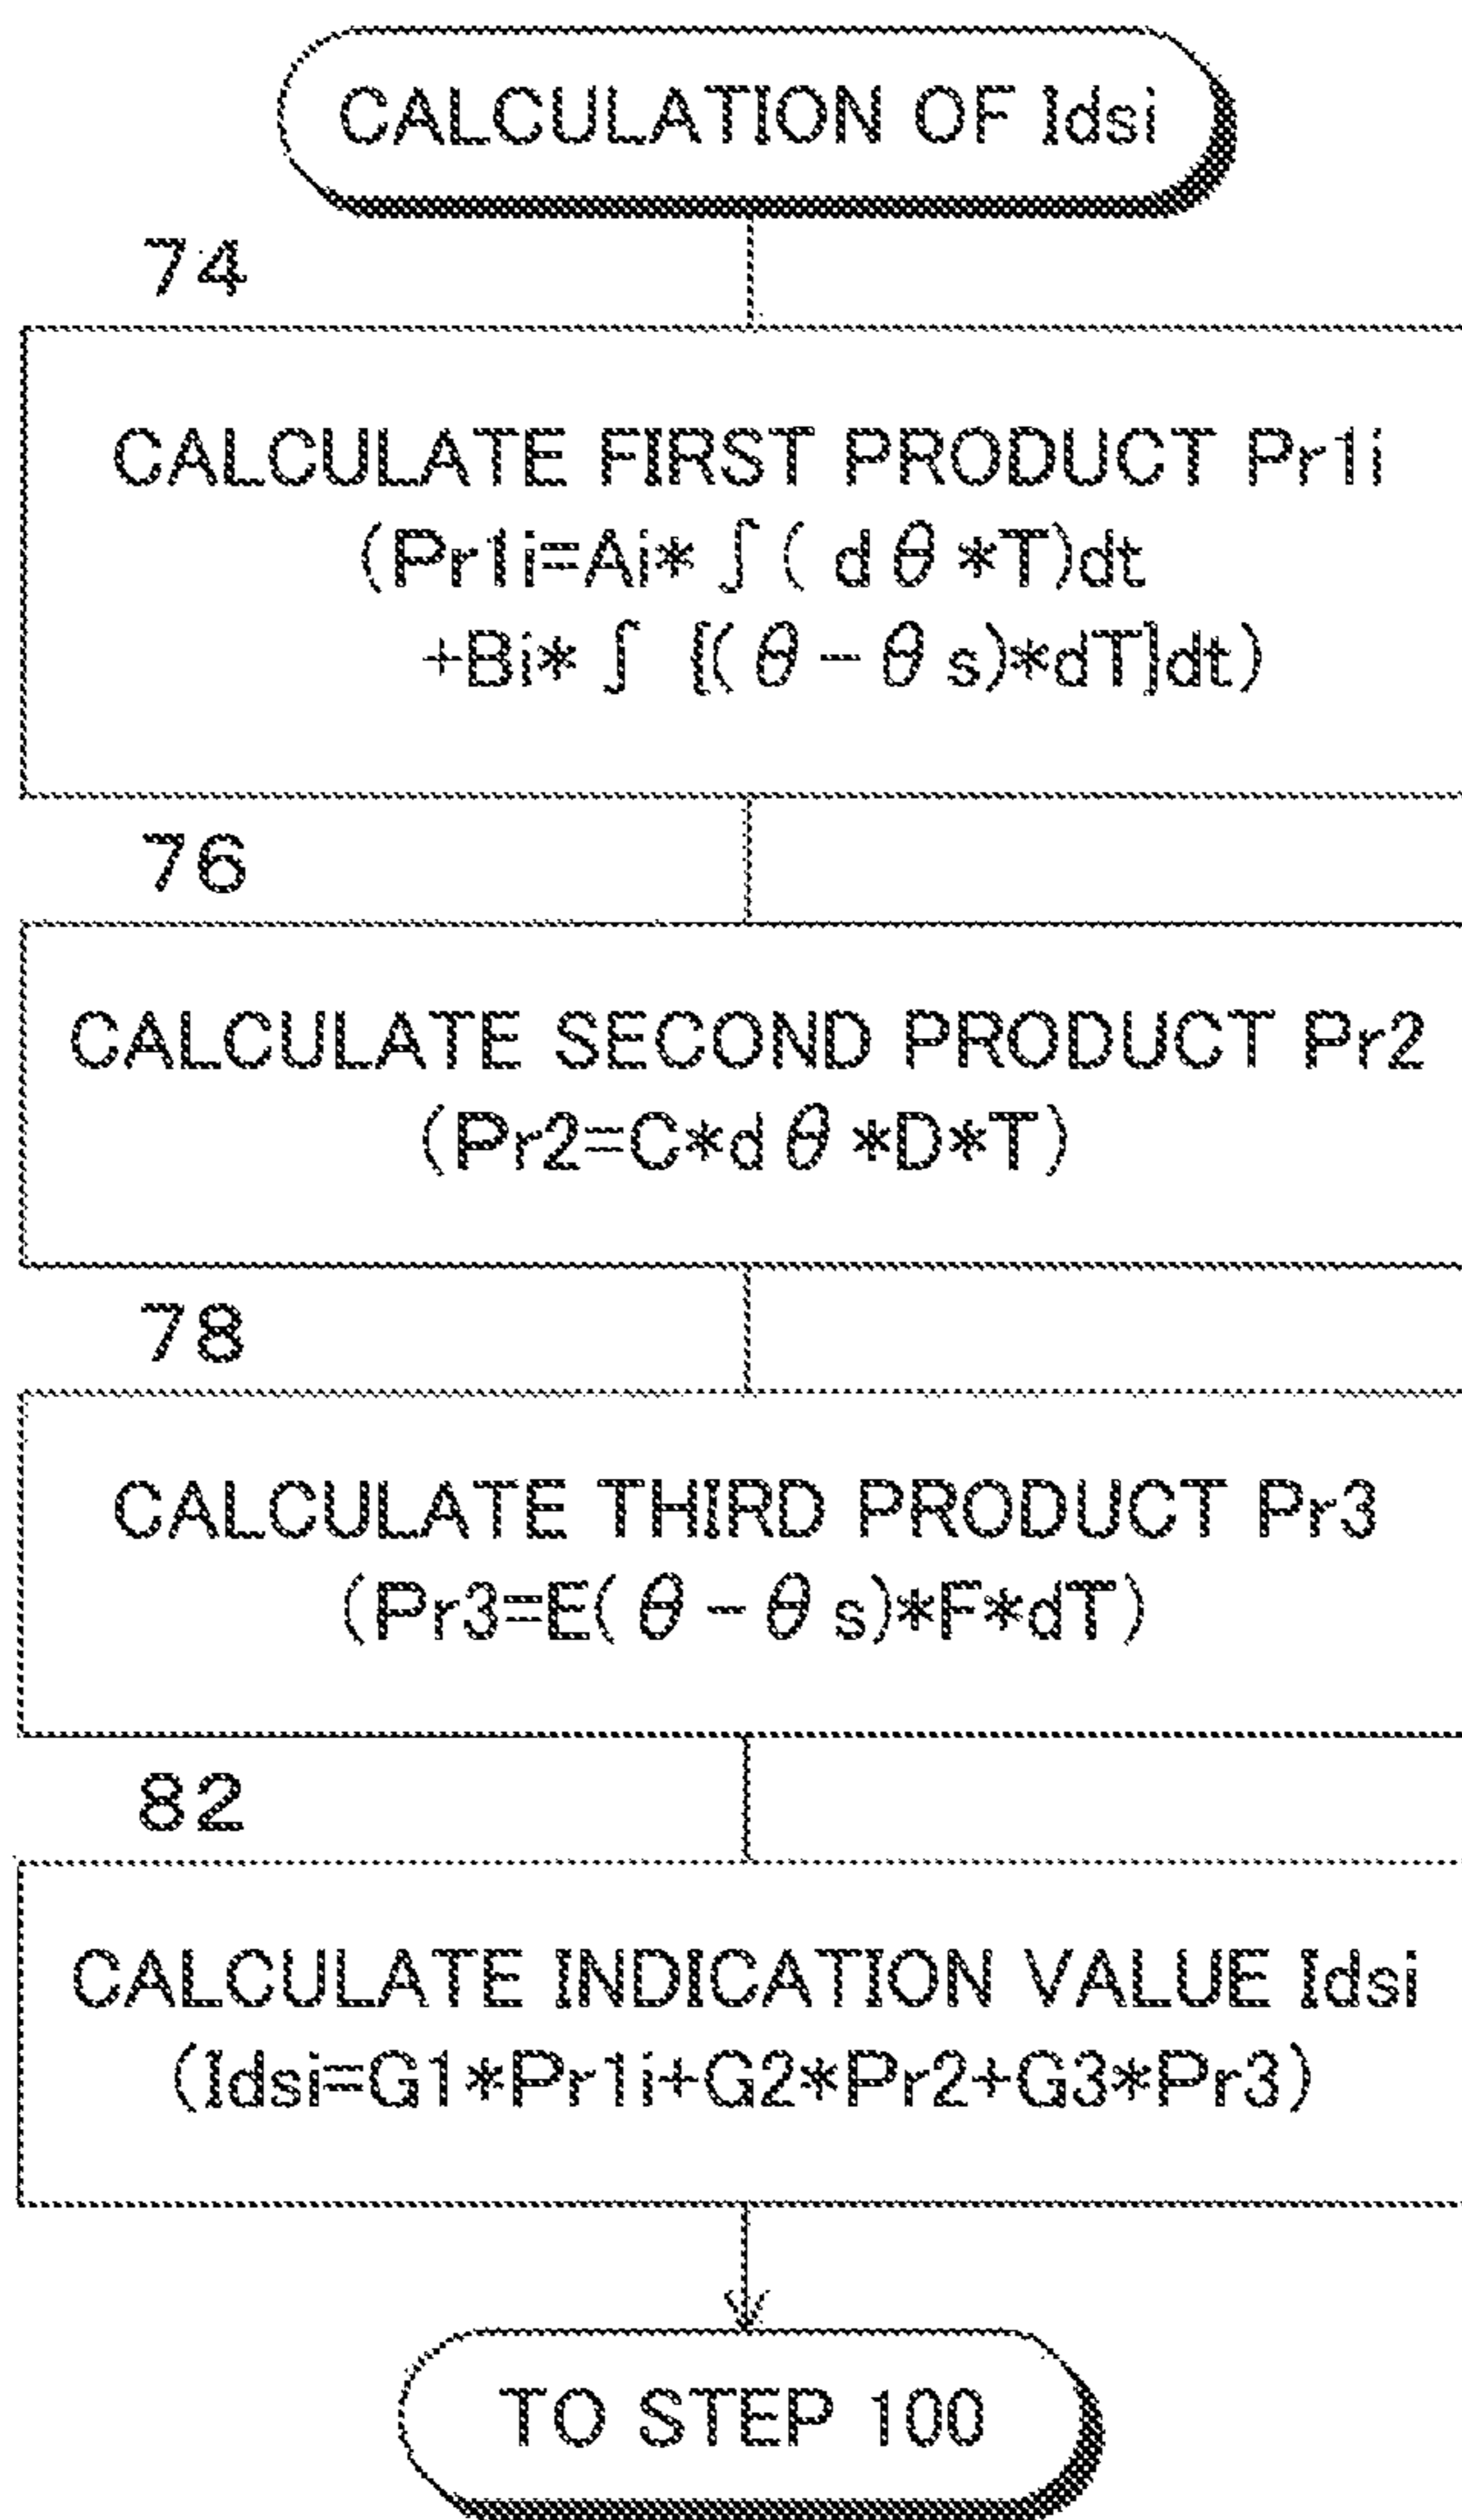 CALCULATION OF Idsi
74
CALCULATE FIRST PRODUCT Pr1i
(Pr1i=Ai*∫(dθ*T)dt
+Bi*∫[(θ-θs)*dT]dt)
76
CALCULATE SECOND PRODUCT Pr2
(Pr2=C*dθ*D*T)
78
CALCULATE THIRD PRODUCT Pr3
(Pr3=E(θ-θs)*F*dT)
82
CALCULATE INDICATION VALUE Idsi
(Idsi=G1*Pr1i+G2*Pr2+G3*Pr3)
TO STEP 100